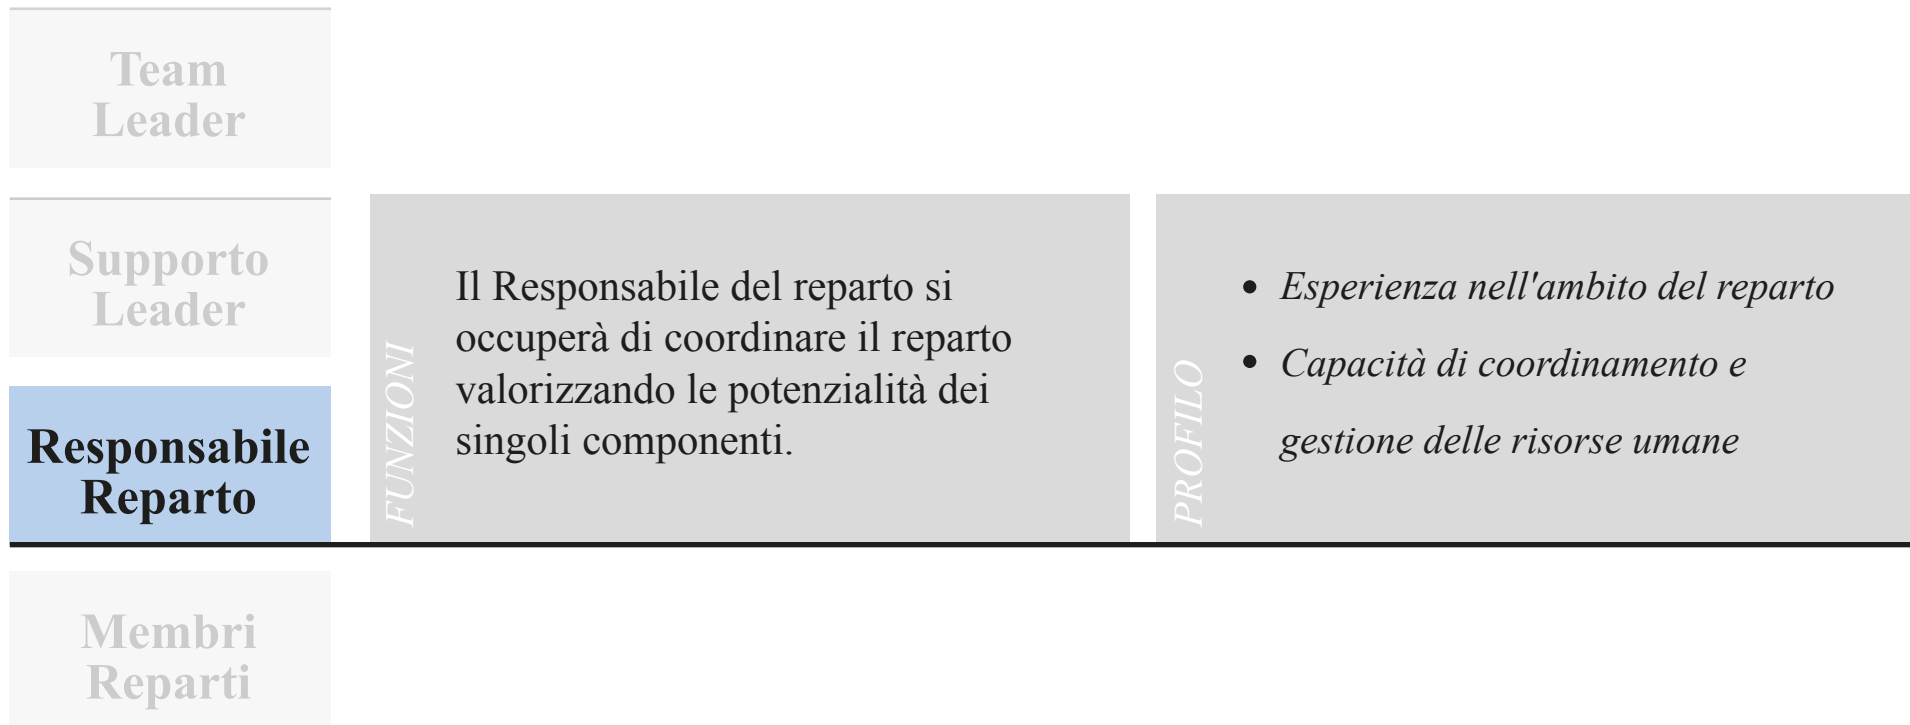 Team
Leader
Supporto
Leader
Responsabile
Reparto
Membri
Reparti
FUNZIONI
Il Responsabile del reparto si
occuperà di coordinare il reparto
valorizzando le potenzialità dei
singoli componenti.
PROFILO
• Esperienza nell'ambito del reparto
• Capacità di coordinamento e
gestione delle risorse umane